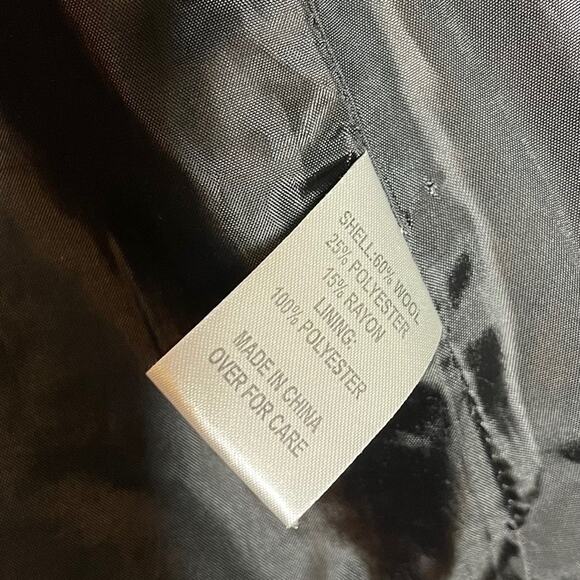 SHELL:60% WOOL
25% POLYESTER
15% RAYON
LINING:
100% POLYESTER
MADE IN CHINA
OVER FOR CARE